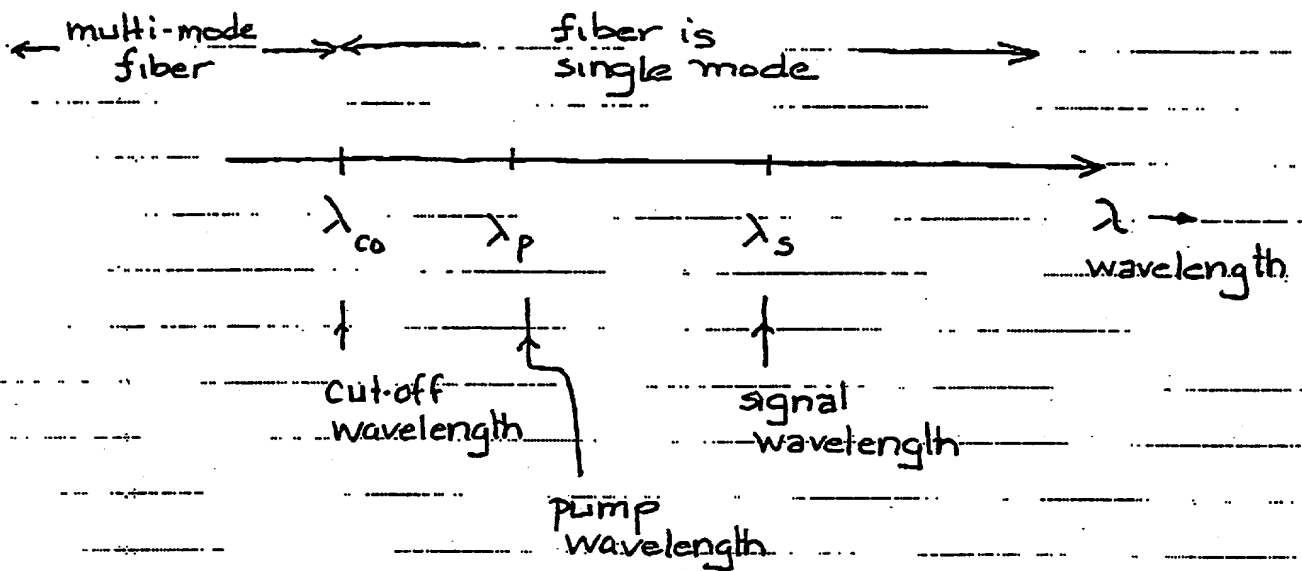 multi-mode
fiber
fiber is
single mode
λco
λp
λs
λ →
wavelength
cut-off
wavelength
signal
wavelength
pump
wavelength